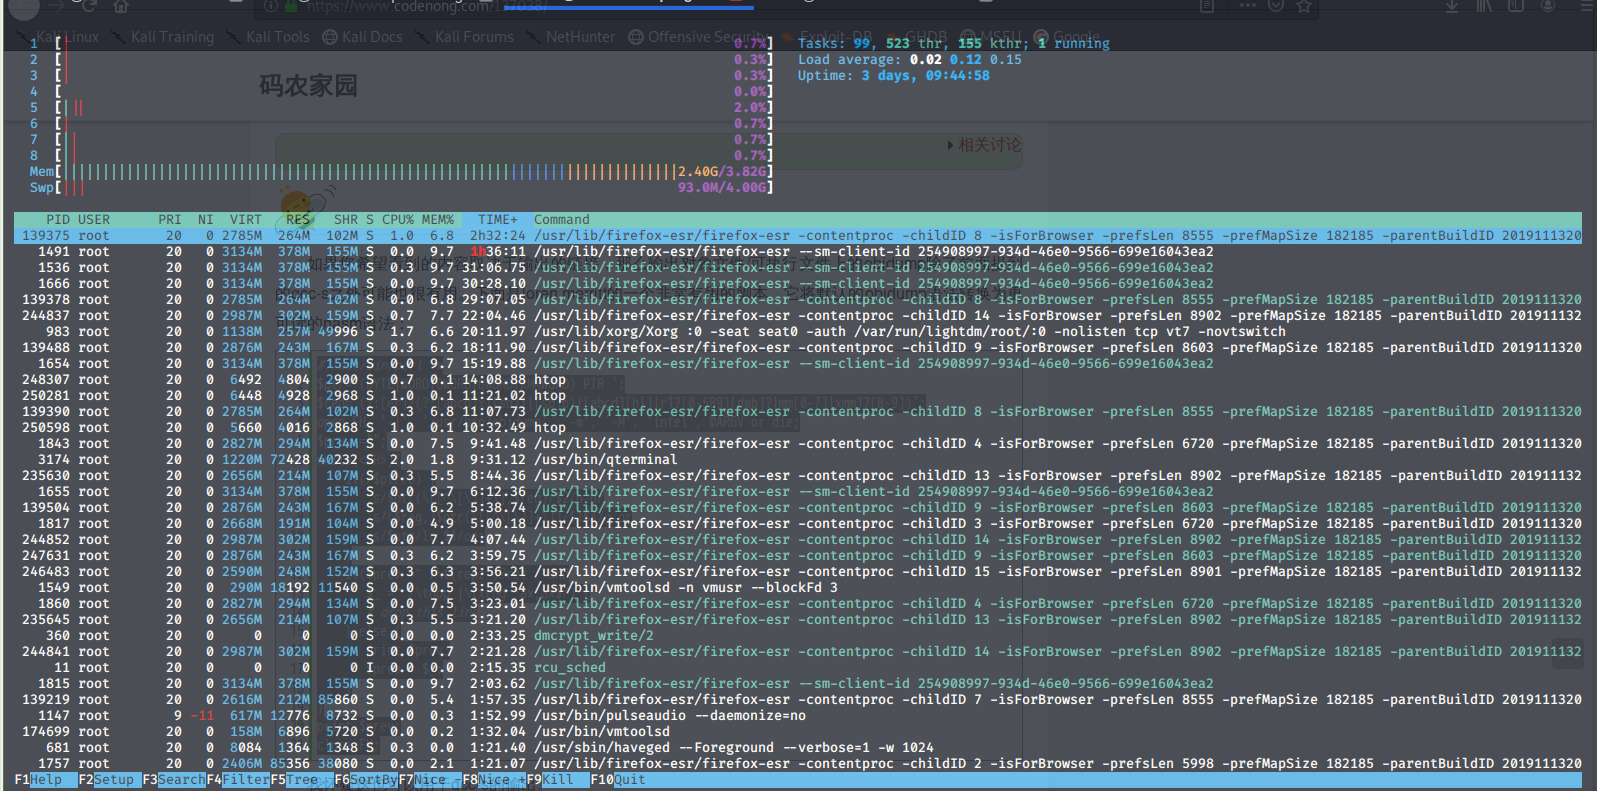 https://www.codenong.com/137038/
Kali Linux Kali Training Kali Tools Kali Docs Kali Forums NetHunter Offensive Security Exploit-DB GHDB MSFU Google
码农家园
相关讨论
1 [ 0.7%] Tasks: 99, 523 thr, 155 kthr; 1 running
2 [ 0.3%] Load average: 0.02 0.12 0.15
3 [ 0.3%] Uptime: 3 days, 09:44:58
4 [ 0.0%]
5 [ 2.0%]
6 [ 0.7%]
7 [ 0.7%]
8 [ 0.7%]
Mem[ 2.40G/3.82G]
Swp[ 93.0M/4.00G]
PID USER PRI NI VIRT RES SHR S CPU% MEM% TIME+ Command
139375 root 20 0 2785M 264M 102M S 1.0 6.8 2h32:24 /usr/lib/firefox-esr/firefox-esr -contentproc -childID 8 -isForBrowser -prefsLen 8555 -prefMapSize 182185 -parentBuildID 2019111320
1491 root 20 0 3134M 378M 155M S 0.0 9.7 1h56:11 /usr/lib/firefox-esr/firefox-esr --sm-client-id 254908997-934d-46e0-9566-699e16043ea2
1536 root 20 0 3134M 378M 155M S 0.3 9.7 31:06.75 /usr/lib/firefox-esr/firefox-esr --sm-client-id 254908997-934d-46e0-9566-699e16043ea2
1666 root 20 0 3134M 378M 155M S 0.0 9.7 30:29.10 /usr/lib/firefox-esr/firefox-esr --sm-client-id 254908997-934d-46e0-9566-699e16043ea2
139378 root 20 0 2785M 264M 102M S 0.0 6.8 29:07.05 /usr/lib/firefox-esr/firefox-esr -contentproc -childID 8 -isForBrowser -prefsLen 8555 -prefMapSize 182185 -parentBuildID 2019111320
244837 root 20 0 2987M 302M 159M S 0.7 7.7 22:04.46 /usr/lib/firefox-esr/firefox-esr -contentproc -childID 14 -isForBrowser -prefsLen 8902 -prefMapSize 182185 -parentBuildID 201911132
983 root 20 0 1138M 257M 49996 S 1.7 6.6 20:11.97 /usr/lib/xorg/Xorg :0 -seat seat0 -auth /var/run/lightdm/root/:0 -nolisten tcp vt7 -novtswitch
139488 root 20 0 2876M 243M 167M S 0.3 6.2 18:11.90 /usr/lib/firefox-esr/firefox-esr -contentproc -childID 9 -isForBrowser -prefsLen 8603 -prefMapSize 182185 -parentBuildID 2019111320
1654 root 20 0 3134M 378M 155M S 0.0 9.7 15:19.88 /usr/lib/firefox-esr/firefox-esr --sm-client-id 254908997-934d-46e0-9566-699e16043ea2
248307 root 20 0 6492 4804 2900 S 0.7 0.1 14:08.88 htop
250281 root 20 0 6448 4928 2968 S 1.0 0.1 11:21.02 htop
139390 root 20 0 2785M 264M 102M S 0.3 6.8 11:07.73 /usr/lib/firefox-esr/firefox-esr -contentproc -childID 8 -isForBrowser -prefsLen 8555 -prefMapSize 182185 -parentBuildID 2019111320
250598 root 20 0 5660 4016 2868 S 1.0 0.1 10:32.49 htop
1843 root 20 0 2827M 294M 134M S 0.0 7.5 9:41.48 /usr/lib/firefox-esr/firefox-esr -contentproc -childID 4 -isForBrowser -prefsLen 6720 -prefMapSize 182185 -parentBuildID 2019111320
3174 root 20 0 1220M 72428 40232 S 2.0 1.8 9:31.12 /usr/bin/qterminal
235630 root 20 0 2656M 214M 107M S 0.3 5.5 8:44.36 /usr/lib/firefox-esr/firefox-esr -contentproc -childID 13 -isForBrowser -prefsLen 8902 -prefMapSize 182185 -parentBuildID 201911132
1655 root 20 0 3134M 378M 155M S 0.0 9.7 6:12.36 /usr/lib/firefox-esr/firefox-esr --sm-client-id 254908997-934d-46e0-9566-699e16043ea2
139504 root 20 0 2876M 243M 167M S 0.0 6.2 5:38.74 /usr/lib/firefox-esr/firefox-esr -contentproc -childID 9 -isForBrowser -prefsLen 8603 -prefMapSize 182185 -parentBuildID 2019111320
1817 root 20 0 2668M 191M 104M S 0.0 4.9 5:00.18 /usr/lib/firefox-esr/firefox-esr -contentproc -childID 3 -isForBrowser -prefsLen 6720 -prefMapSize 182185 -parentBuildID 2019111320
244852 root 20 0 2987M 302M 159M S 0.0 7.7 4:07.44 /usr/lib/firefox-esr/firefox-esr -contentproc -childID 14 -isForBrowser -prefsLen 8902 -prefMapSize 182185 -parentBuildID 201911132
247631 root 20 0 2876M 243M 167M S 0.3 6.2 3:59.75 /usr/lib/firefox-esr/firefox-esr -contentproc -childID 9 -isForBrowser -prefsLen 8603 -prefMapSize 182185 -parentBuildID 2019111320
246483 root 20 0 2590M 248M 152M S 0.3 6.3 3:56.21 /usr/lib/firefox-esr/firefox-esr -contentproc -childID 15 -isForBrowser -prefsLen 8901 -prefMapSize 182185 -parentBuildID 201911132
1549 root 20 0 290M 18192 11540 S 0.0 0.5 3:50.54 /usr/bin/vmtoolsd -n vmusr --blockFd 3
1860 root 20 0 2827M 294M 134M S 0.0 7.5 3:23.01 /usr/lib/firefox-esr/firefox-esr -contentproc -childID 4 -isForBrowser -prefsLen 6720 -prefMapSize 182185 -parentBuildID 2019111320
235645 root 20 0 2656M 214M 107M S 0.3 5.5 3:21.20 /usr/lib/firefox-esr/firefox-esr -contentproc -childID 13 -isForBrowser -prefsLen 8902 -prefMapSize 182185 -parentBuildID 201911132
360 root 20 0 0 0 0 S 0.0 0.0 2:33.25 dmcrypt_write/2
244841 root 20 0 2987M 302M 159M S 0.0 7.7 2:21.28 /usr/lib/firefox-esr/firefox-esr -contentproc -childID 14 -isForBrowser -prefsLen 8902 -prefMapSize 182185 -parentBuildID 201911132
11 root 20 0 0 0 0 I 0.0 0.0 2:15.35 rcu_sched
1815 root 20 0 3134M 378M 155M S 0.0 9.7 2:03.62 /usr/lib/firefox-esr/firefox-esr --sm-client-id 254908997-934d-46e0-9566-699e16043ea2
139219 root 20 0 2616M 212M 85860 S 0.0 5.4 1:57.35 /usr/lib/firefox-esr/firefox-esr -contentproc -childID 7 -isForBrowser -prefsLen 8555 -prefMapSize 182185 -parentBuildID 2019111320
1147 root 9 -11 617M 12776 8732 S 0.0 0.3 1:52.99 /usr/bin/pulseaudio --daemonize=no
174699 root 20 0 158M 6896 5720 S 0.0 0.2 1:32.04 /usr/bin/vmtoolsd
681 root 20 0 8084 1364 1348 S 0.3 0.0 1:21.40 /usr/sbin/haveged --Foreground --verbose=1 -w 1024
1757 root 20 0 2406M 85356 38080 S 0.0 2.1 1:21.07 /usr/lib/firefox-esr/firefox-esr -contentproc -childID 2 -isForBrowser -prefsLen 5998 -prefMapSize 182185 -parentBuildID 2019111320
F1Help F2Setup F3SearchF4FilterF5Tree F6SortByF7Nice -F8Nice +F9Kill F10Quit